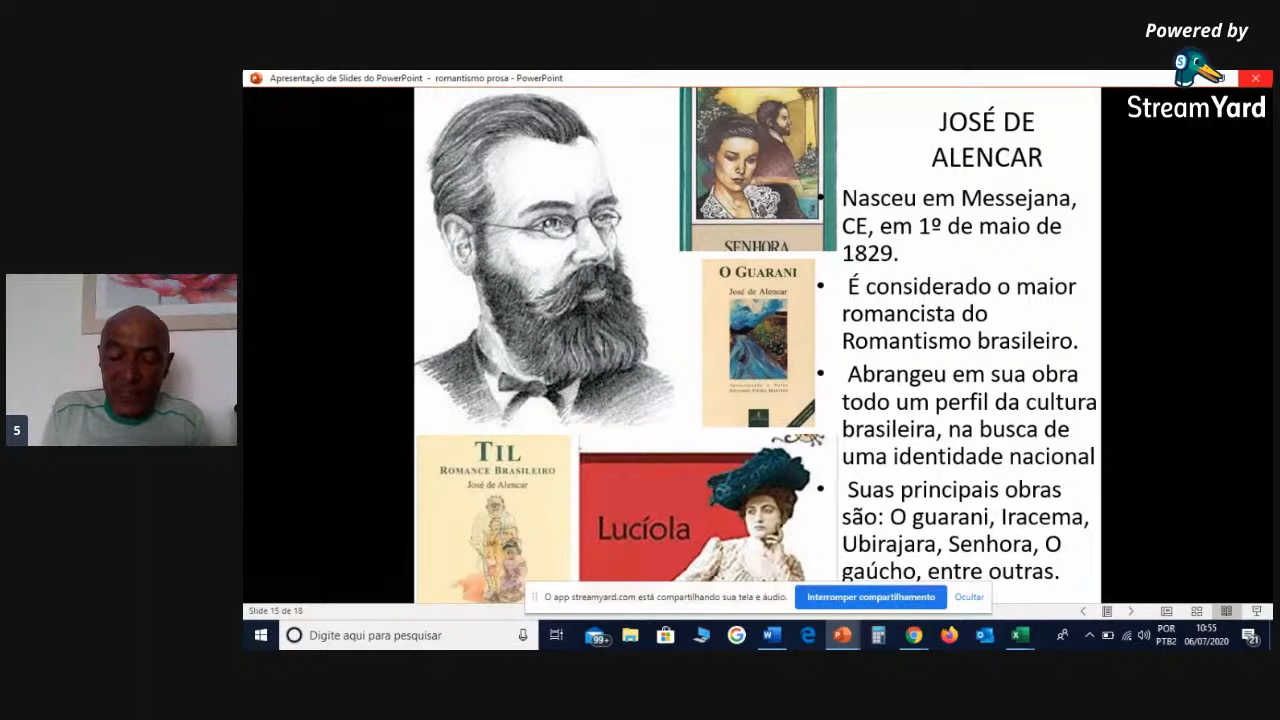 Powered by
StreamYard
Apresentação de Slides do PowerPoint - romantismo prosa - PowerPoint
SENHORA
O GUARANI
José de Alencar
TIL
ROMANCE BRASILEIRO
José de Alencar
Lucíola
JOSÉ DE
ALENCAR
• Nasceu em Messejana,
CE, em 1º de maio de
1829.
• É considerado o maior
romancista do
Romantismo brasileiro.
• Abrangeu em sua obra
todo um perfil da cultura
brasileira, na busca de
uma identidade nacional
• Suas principais obras
são: O guarani, Iracema,
Ubirajara, Senhora, O
gaúcho, entre outras.
5
O app streamyard.com está compartilhando sua tela e áudio.
Interromper compartilhamento
Ocultar
Slide 15 de 18
Digite aqui para pesquisar
99+
POR
PTB2
10:55
06/07/2020
21